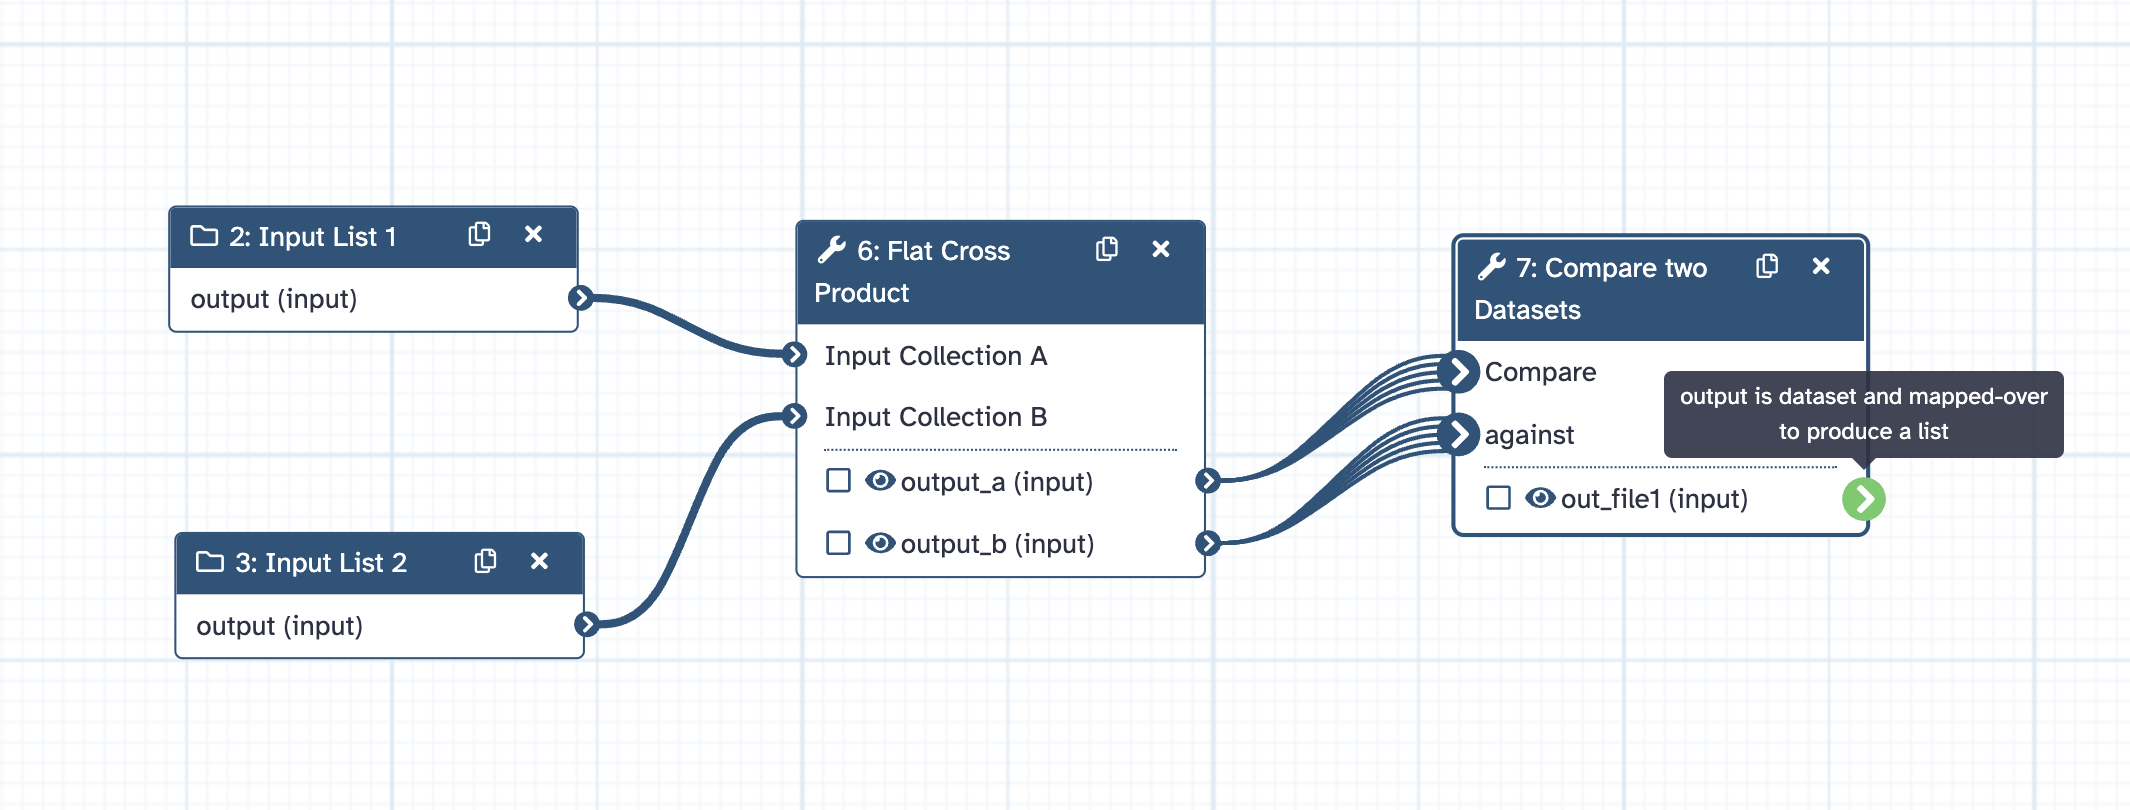 2: Input List 1
output (input)
3: Input List 2
output (input)
6: Flat Cross
Product
Input Collection A
Input Collection B
output_a (input)
output_b (input)
7: Compare two
Datasets
Compare
against
out_file1 (input)
output is dataset and mapped-over
to produce a list